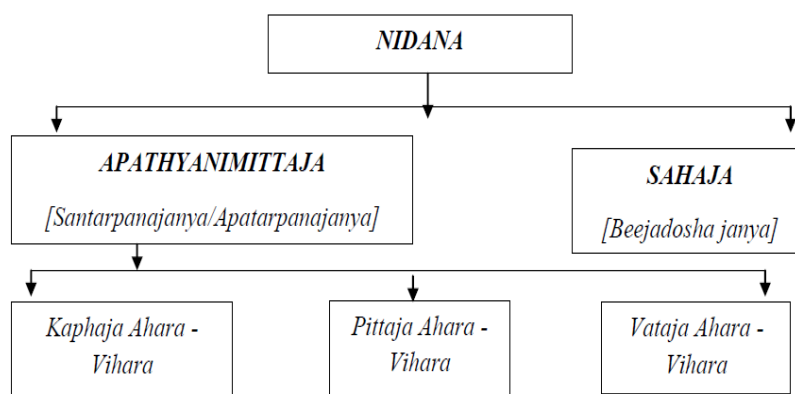 NIDANA
APATHYANIMITTAJA
[Santarpanajanya/Apatarpanajanya]
SAHAJA
[Beejadosha janya]
Kaphaja Ahara -
Vihara
Pittaja Ahara -
Vihara
Vataja Ahara -
Vihara